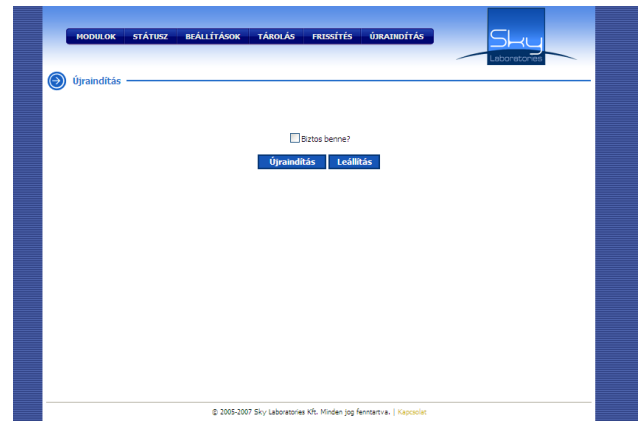 MODULOK STÁTUSZ BEÁLLÍTÁSOK TÁROLÁS FRISSÍTÉS ÚJRAINDÍTÁS
Sky
Laboratories
Újraindítás
Biztos benne?
Újraindítás Leállítás
© 2005-2007 Sky Laboratories Kft. Minden jog fenntartva. | Kapcsolat